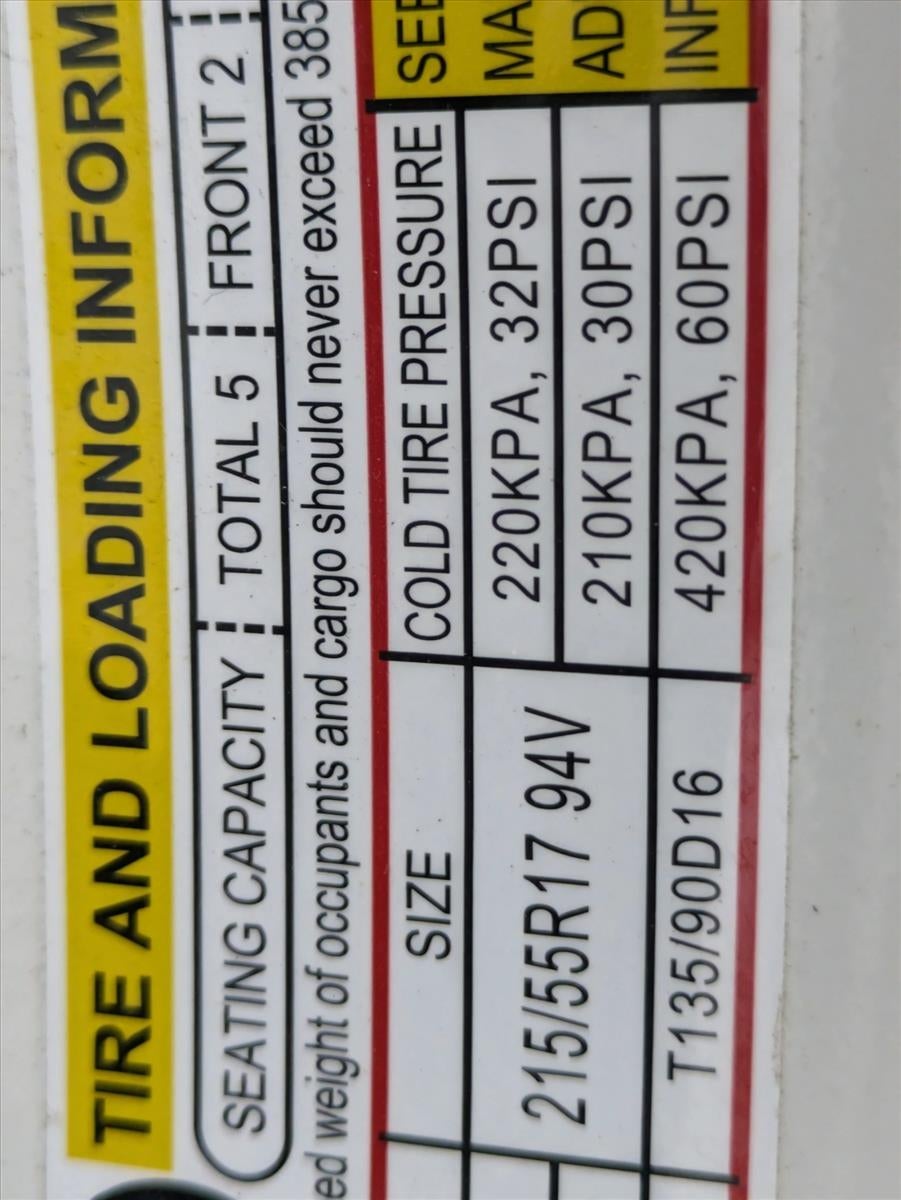 TIRE AND LOADING INFORM
SEATING CAPACITY TOTAL 5 FRONT 2
ed weight of occupants and cargo should never exceed 385
SIZE COLD TIRE PRESSURE SEE
215/55R17 94V 220KPA, 32PSI MA
210KPA, 30PSI AD
T135/90D16 420KPA, 60PSI INF